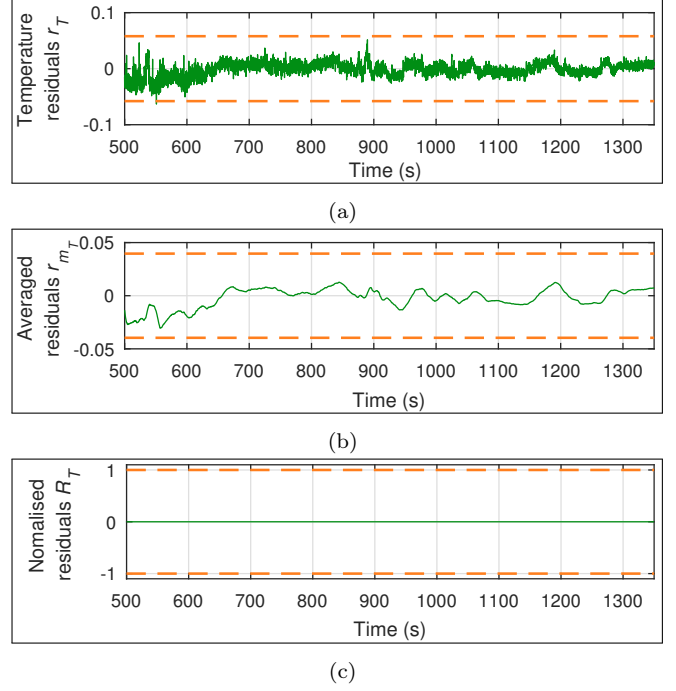 Temperature
residuals r_T
0.1
0
-0.1
500 600 700 800 900 1000 1100 1200 1300
Time (s)
(a)
Averaged
residuals r_{m_T}
0.05
0
-0.05
500 600 700 800 900 1000 1100 1200 1300
Time (s)
(b)
Nomalised
residuals R_T
1
0
-1
500 600 700 800 900 1000 1100 1200 1300
Time (s)
(c)